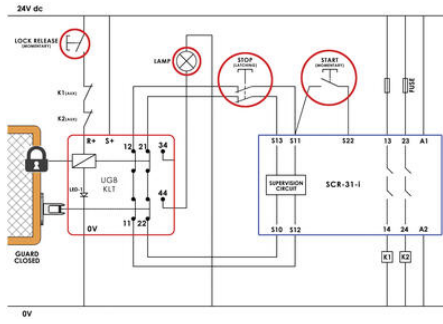 24V dc
LOCK RELEASE
(MOMENTARY)
LAMP
STOP
(LATCHING)
START
(MOMENTARY)
K1(AUX)
K2(AUX)
FUSE
R+ S+ 12 21 34
S13 S11 S22 13 23 A1
LED-1
UGB
KLT
44
SUPERVISION
CIRCUIT
SCR-31-i
0V 11 22
S10 S12 14 24 A2
GUARD
CLOSED
K1 K2
0V